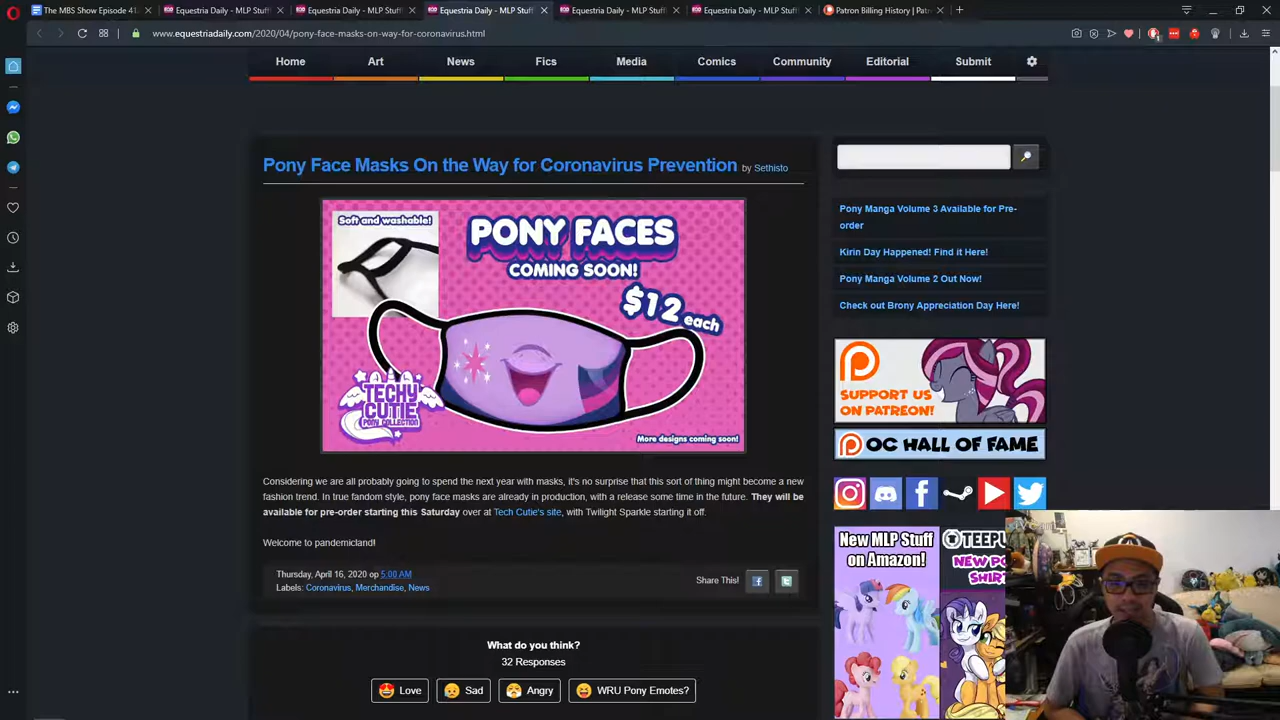 The MBS Show Episode 41
Equestria Daily - MLP Stuff
Equestria Daily - MLP Stuff
Equestria Daily - MLP Stuff
Equestria Daily - MLP Stuff
Equestria Daily - MLP Stuff
Patron Billing History | Pat
www.equestriadaily.com/2020/04/pony-face-masks-on-way-for-coronavirus.html
Home
Art
News
Fics
Media
Comics
Community
Editorial
Submit
Pony Face Masks On the Way for Coronavirus Prevention by Sethisto
Soft and washable!
PONY FACES
COMING SOON!
$12 each
TECHY CUTIE
PONY COLLECTION
More designs coming soon!
Considering we are all probably going to spend the next year with masks, it's no surprise that this sort of thing might become a new
fashion trend. In true fandom style, pony face masks are already in production, with a release some time in the future. They will be
available for pre-order starting this Saturday over at Tech Cutie's site, with Twilight Sparkle starting it off.
Welcome to pandemicland!
Thursday, April 16, 2020 op 5:00 AM
Labels: Coronavirus, Merchandise, News
Share This!
What do you think?
32 Responses
Love
Sad
Angry
WRU Pony Emotes?
Pony Manga Volume 3 Available for Pre-
order
Kirin Day Happened! Find it Here!
Pony Manga Volume 2 Out Now!
Check out Brony Appreciation Day Here!
SUPPORT US
ON PATREON!
OC HALL OF FAME
New MLP Stuff
on Amazon!